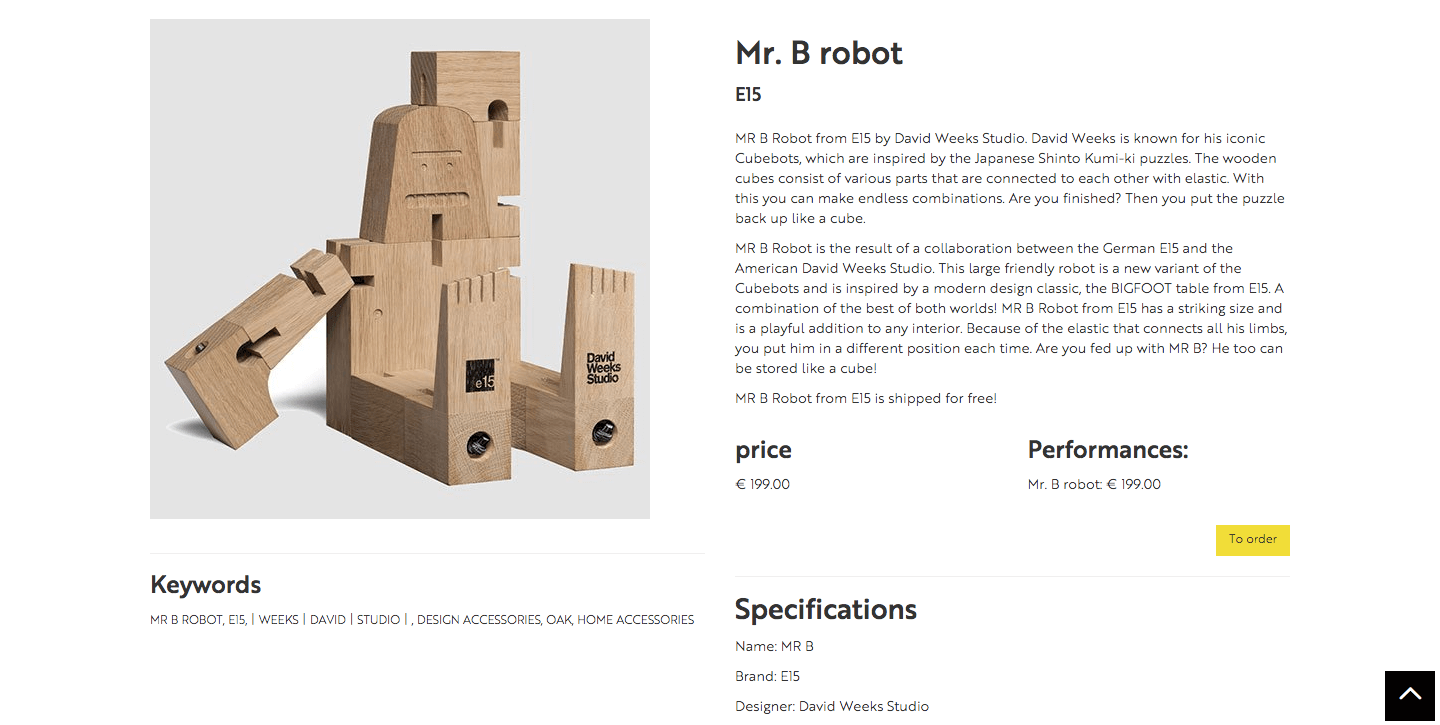 e15
David
Weeks
Studio
Mr. B robot
E15
MR B Robot from E15 by David Weeks Studio. David Weeks is known for his iconic
Cubebots, which are inspired by the Japanese Shinto Kumi-ki puzzles. The wooden
cubes consist of various parts that are connected to each other with elastic. With
this you can make endless combinations. Are you finished? Then you put the puzzle
back up like a cube.
MR B Robot is the result of a collaboration between the German E15 and the
American David Weeks Studio. This large friendly robot is a new variant of the
Cubebots and is inspired by a modern design classic, the BIGFOOT table from E15. A
combination of the best of both worlds! MR B Robot from E15 has a striking size and
is a playful addition to any interior. Because of the elastic that connects all his limbs,
you put him in a different position each time. Are you fed up with MR B? He too can
be stored like a cube!
MR B Robot from E15 is shipped for free!
price
€ 199.00
Performances:
Mr. B robot: € 199.00
To order
Keywords
MR B ROBOT, E15, | WEEKS | DAVID | STUDIO | , DESIGN ACCESSORIES, OAK, HOME ACCESSORIES
Specifications
Name: MR B
Brand: E15
Designer: David Weeks Studio